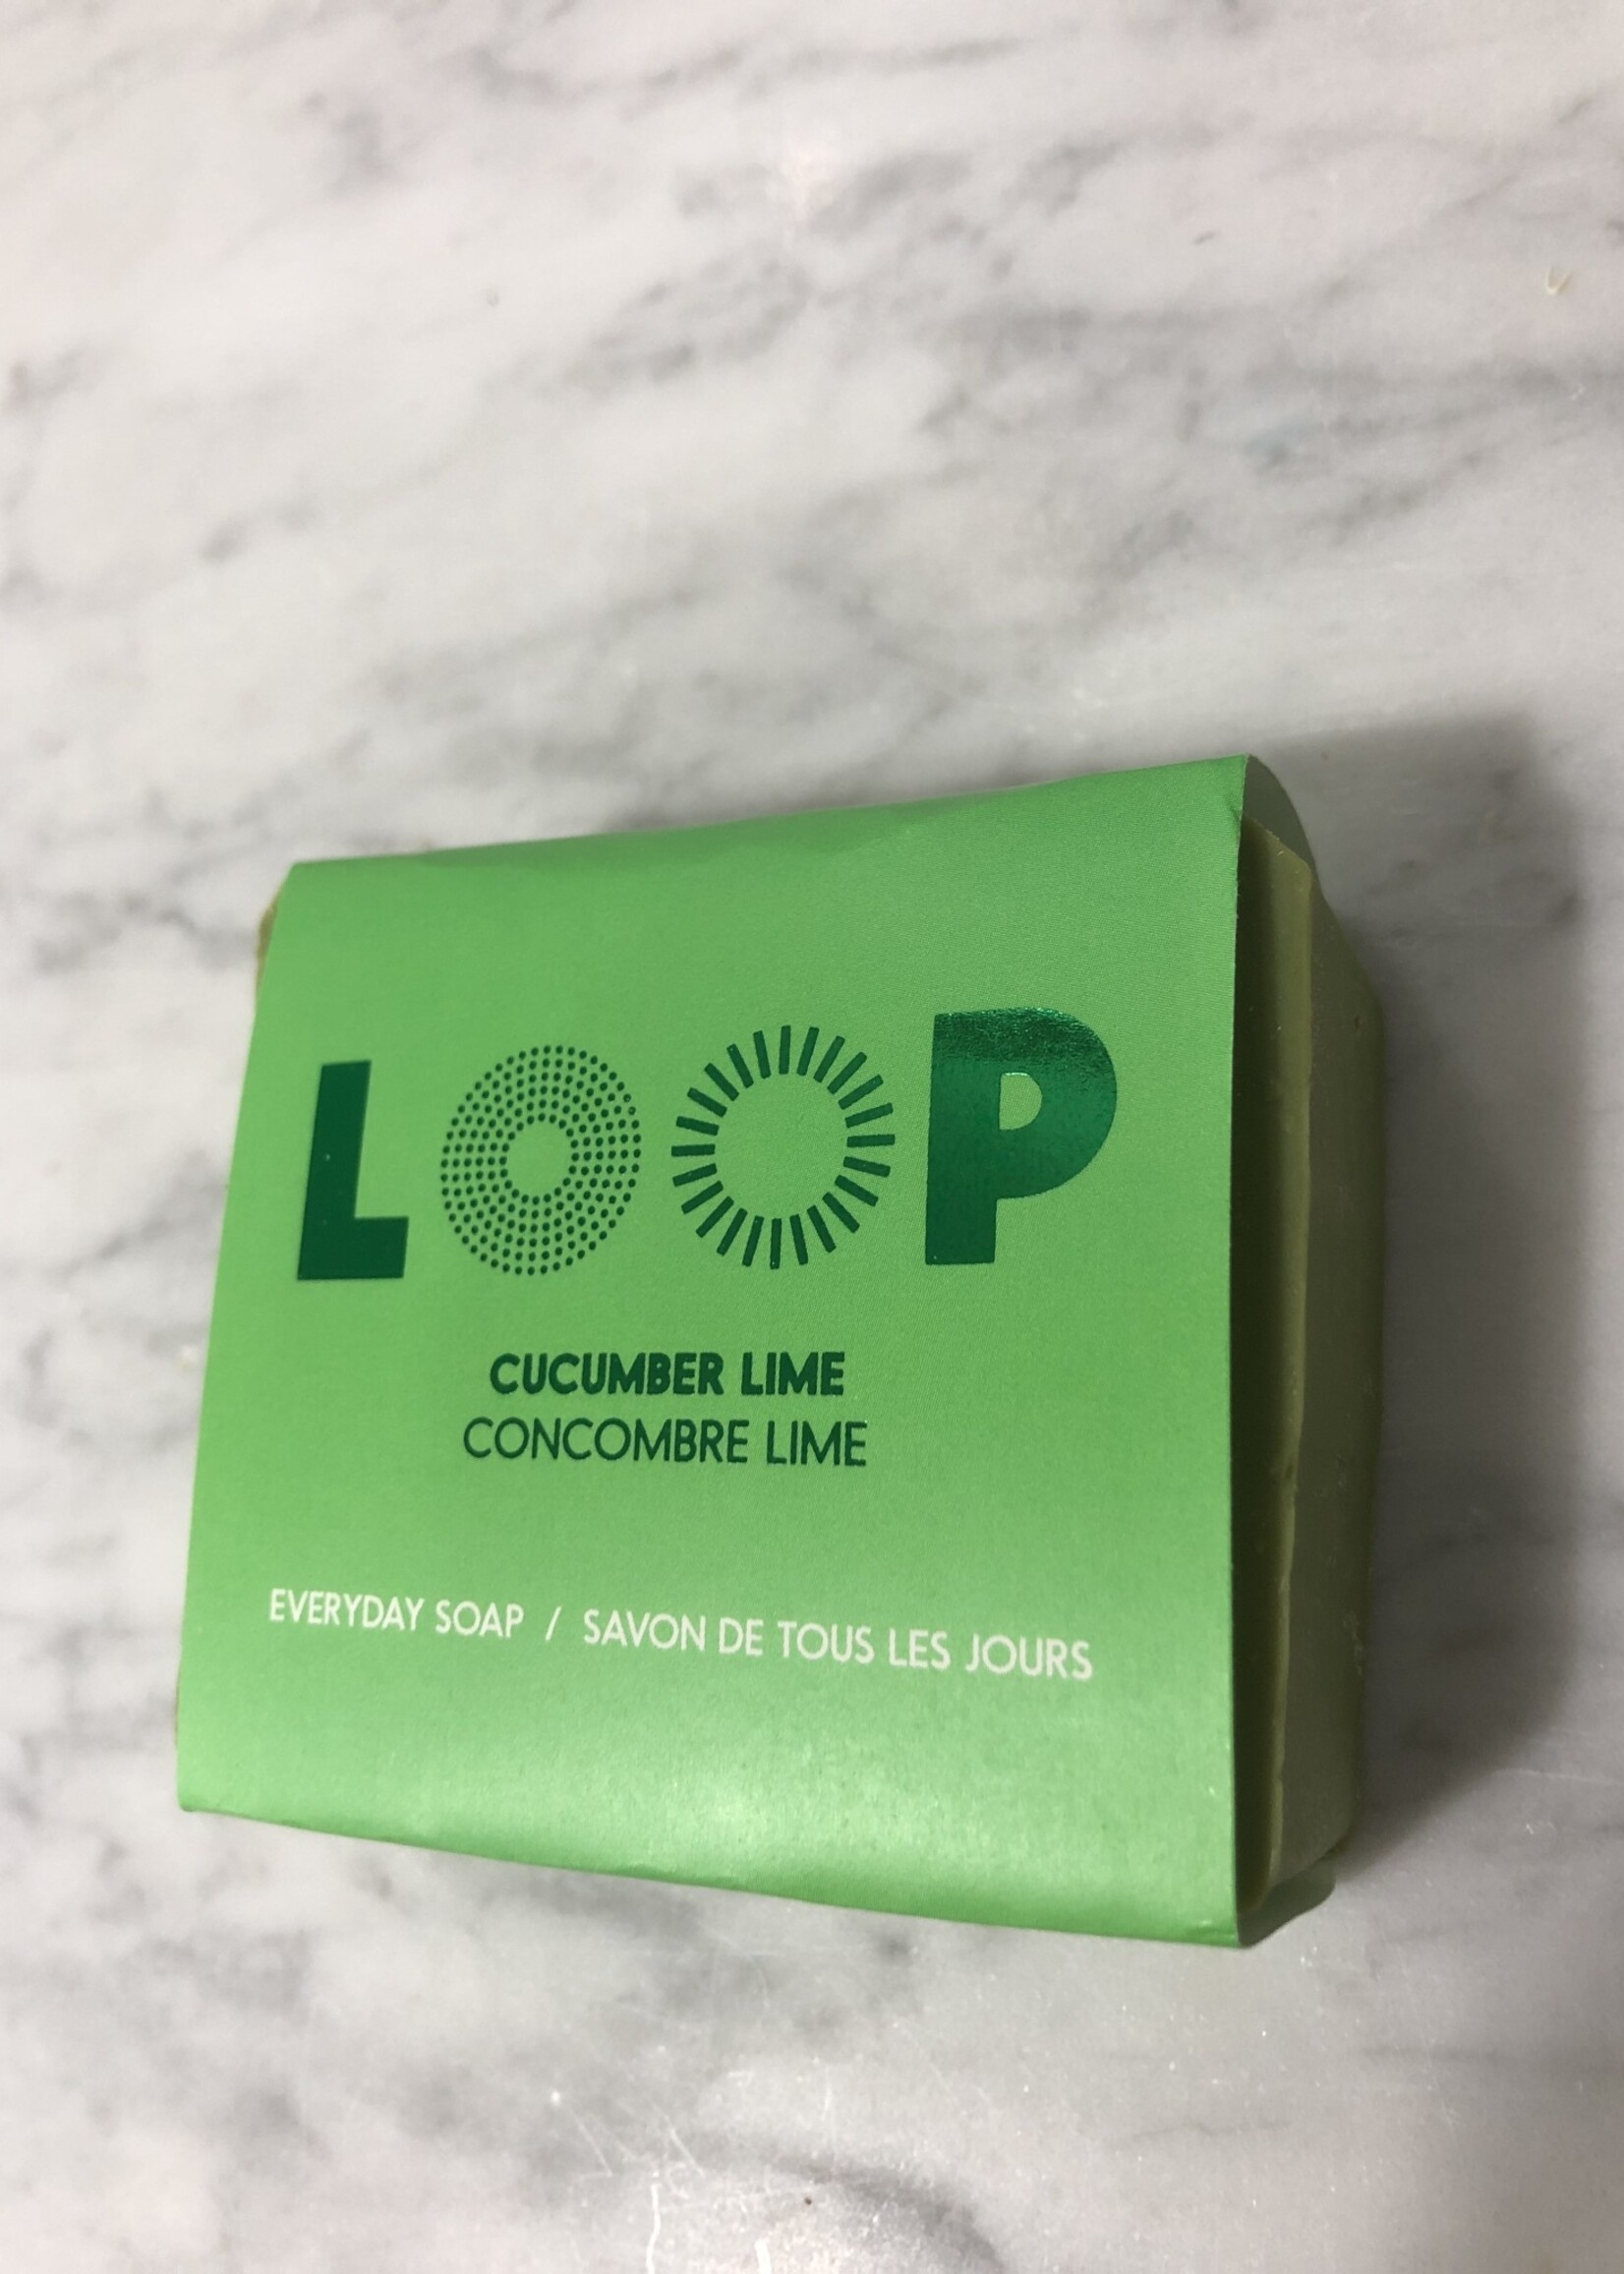 LOOP
CUCUMBER LIME
CONCOMBRE LIME
EVERYDAY SOAP / SAVON DE TOUS LES JOURS